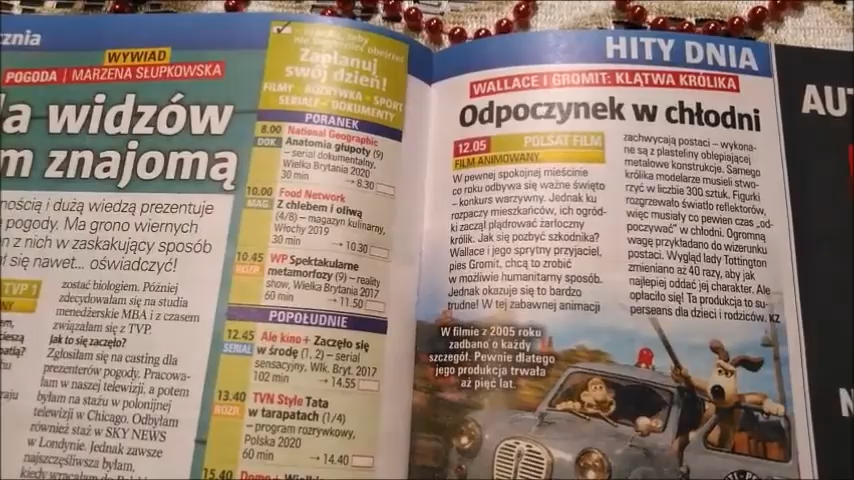 cznia
WYWIAD
POGODA | MARZENA SŁUPKOWSKA
la widzów
m znajomą
nością i dużą wiedzą prezentuje
pogody. Ma grono wiernych
n z nich w zaskakujący sposób
ał się nawet... oświadczyć!
TVP 1
zostać biologiem. Później
zdecydowałam się na studia
menedżerskie MBA i z czasem
związałam się z TVP.
Jak to się zaczęło?
Zgłosiłam się na casting dla
prezenterów pogody. Pracowa-
łam w naszej telewizji, a potem
byłam na stażu w polonijnej
telewizji w Chicago. Odbyłam
również staż w SKY NEWS
w Londynie. Jednak zawsze
najszczęśliwsza byłam,
Zaplanuj
swój dzień!
FILMY - ROZRYWKA - SPORT
SERIALE - DOKUMENTY
PORANEK
8.00 National Geographic
DOK. Anatomia głupoty (9)
– serial dokumentalny,
Wielka Brytania 2020
30 min → 8.30
10.00 Food Network
MAG. Z chlebem i oliwą
(4/8) – magazyn kulinarny,
Włochy 2019
30 min → 10.30
10.45 WP Spektakularne
ROZR. metamorfozy (9) – reality
show, Wielka Brytania 2017
60 min → 11.50
POPOŁUDNIE
12.45 Ale kino+ Zaczęło się
SERIAL w środę (1, 2) – serial
sensacyjny, Wlk. Bryt. 2017
102 min → 14.55
13.40 TVN Style Tata
ROZR. w tarapatach (1/4)
– program rozrywkowy,
Polska 2020
60 min → 14.40
15.40
HITY DNIA
WALLACE I GROMIT: KLĄTWA KRÓLIKA
Odpoczynek w chłodni
12.05 POLSAT FILM
FILM ANIMOWANY
W pewnej spokojnej mieścinie
co roku odbywa się ważne święto
– konkurs warzywny. Jednak ku
rozpaczy mieszkańców, ich ogród-
ki zaczął plądrować żarłoczny
królik. Jak się pozbyć szkodnika?
Wallace i jego sprytny przyjaciel,
pies Gromit, chcą to zrobić
w możliwie humanitarny sposób.
Jednak okazuje się to bardzo
trudne! W tej zabawnej animacji
zachwycają postaci – wykona-
ne są z plasteliny oblepiającej
metalowe konstrukcje. Samego
królika modelarze musieli stwo-
rzyć w liczbie 300 sztuk. Figurki
rozgrzewało światło reflektorów,
więc musiały co pewien czas „od-
poczywać” w chłodni. Ogromną
wagę przykładano do wizerunku
postaci. Wygląd lady Tottington
zmieniano aż 40 razy, aby jak
najlepiej oddać jej charakter. Ale
opłaciło się! Ta produkcja to su-
perseans dla dzieci i rodziców. KZ
W filmie z 2005 roku
zadbano o każdy
szczegół. Pewnie dlatego
jego produkcja trwała
aż pięć lat.
AUT